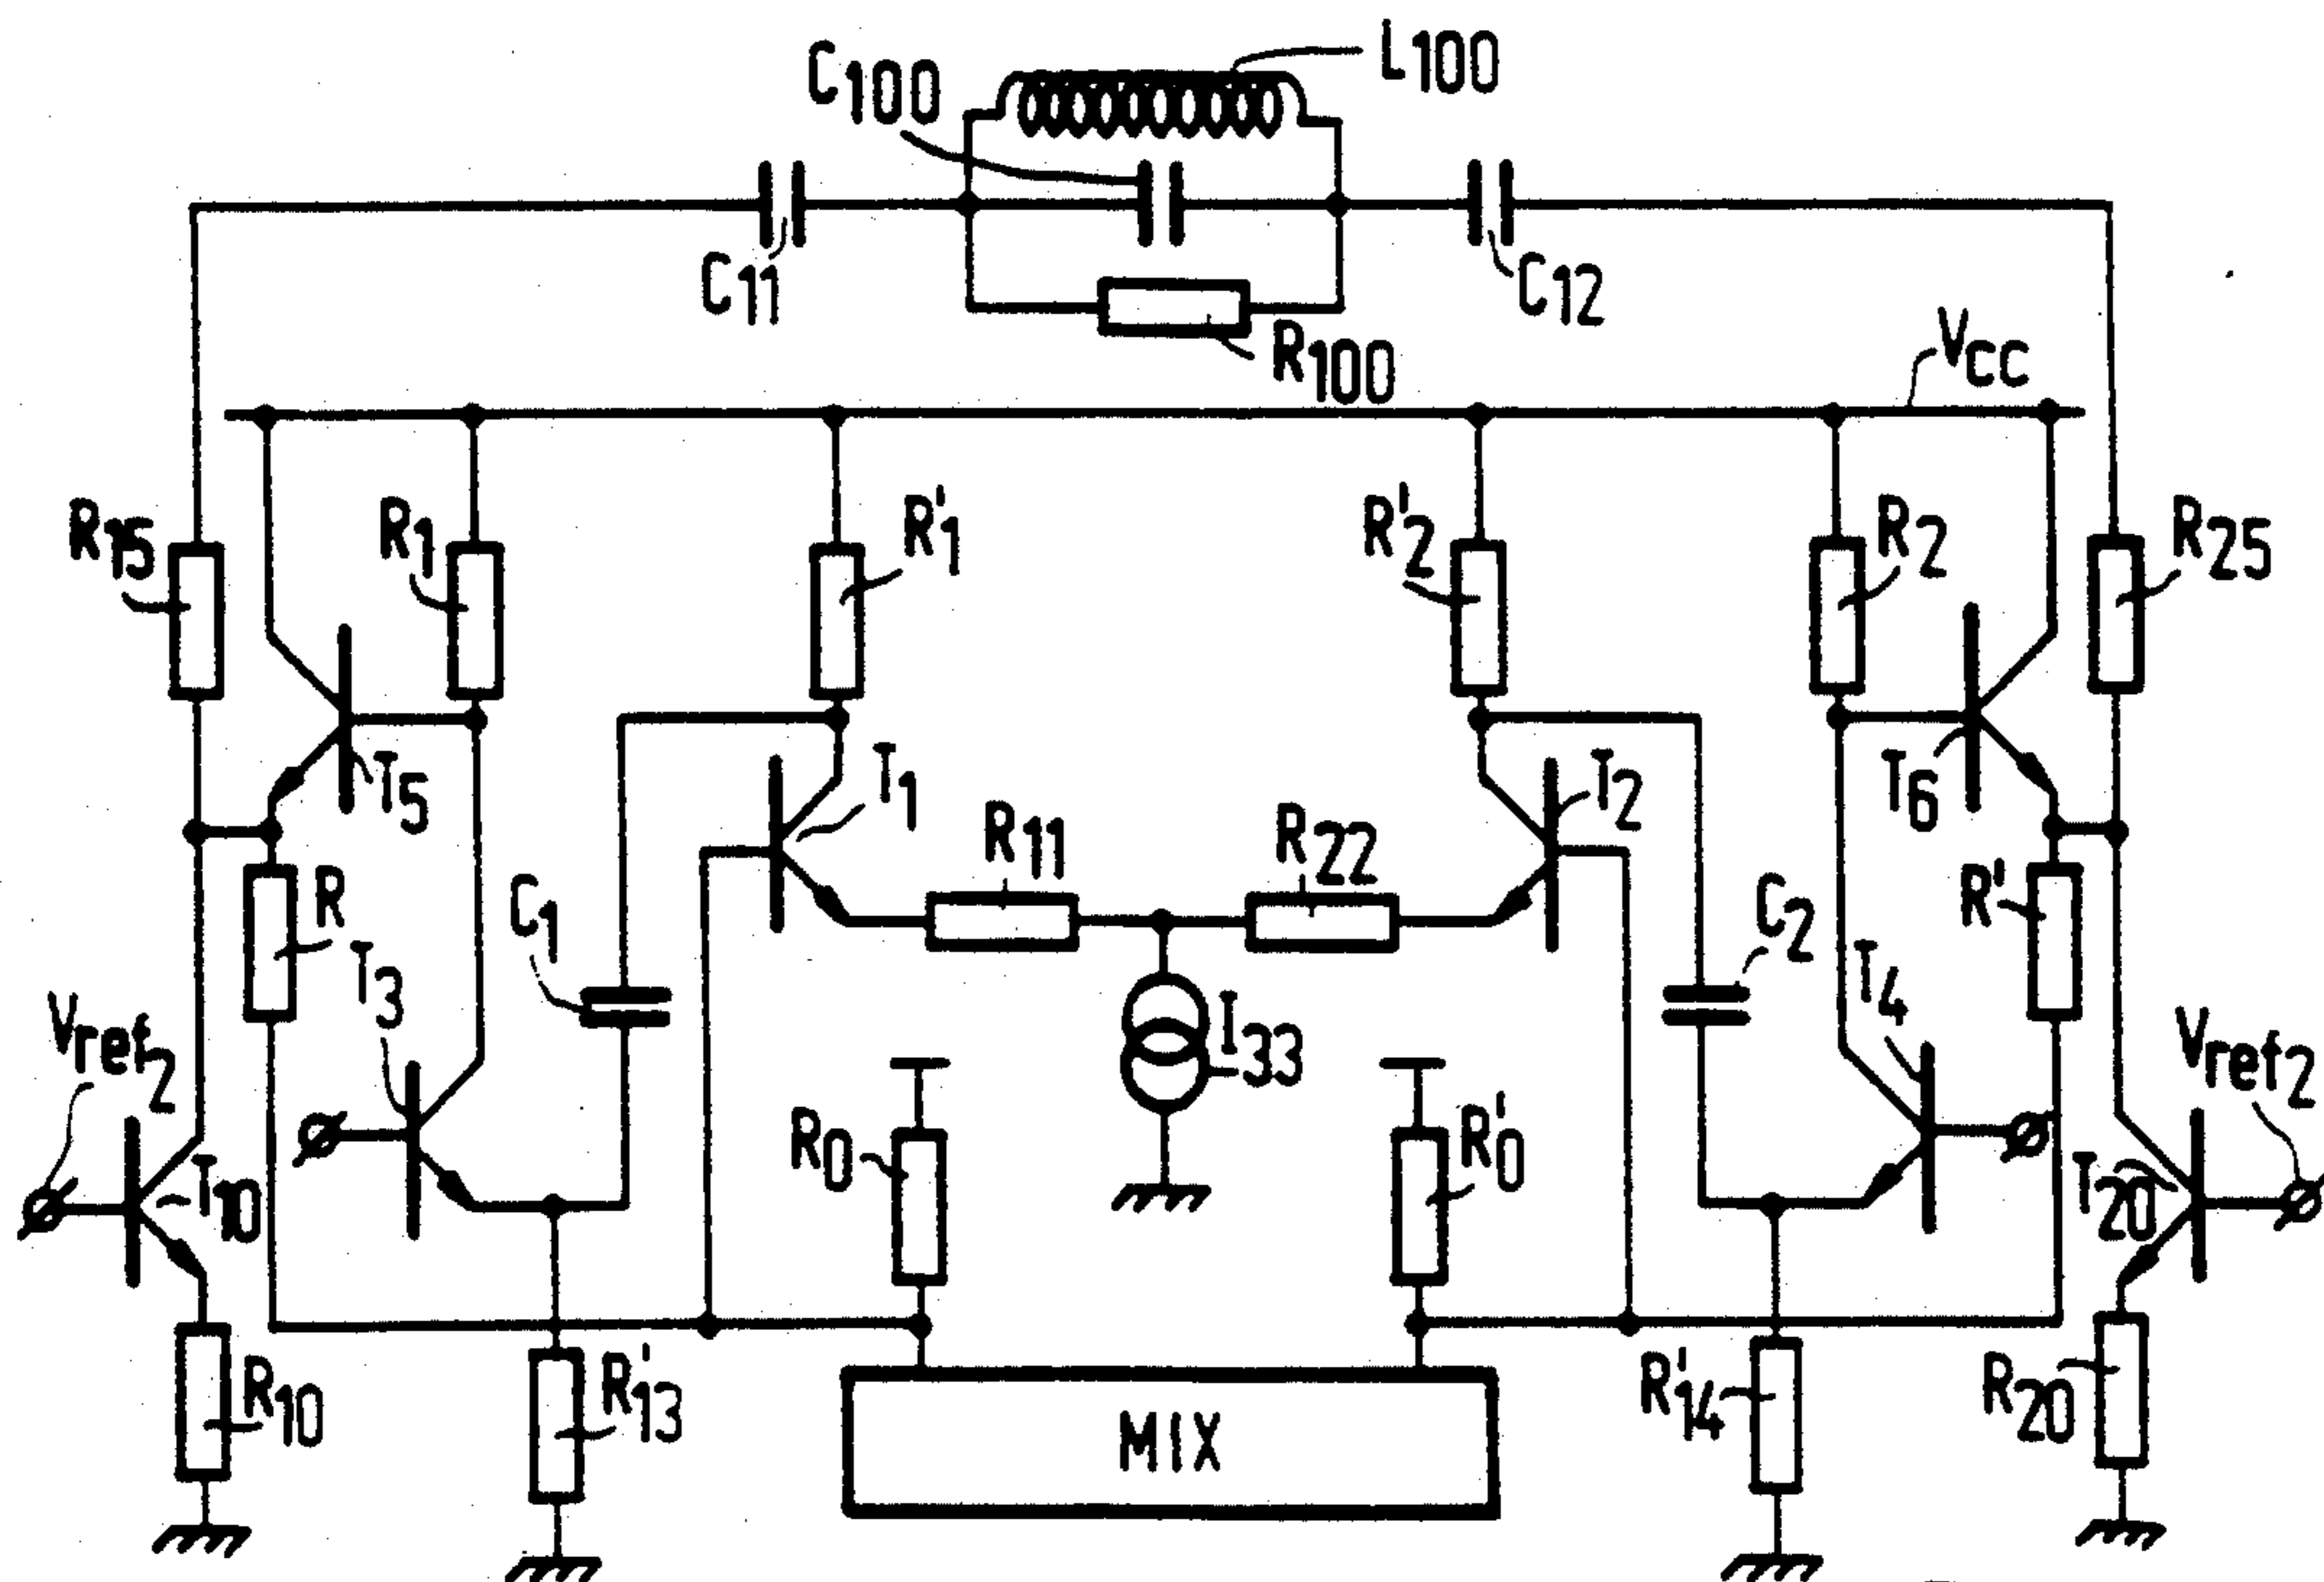 C100
L100
C11
C12
R100
VCC
R15
R1
R'1
R'2
R2
R25
T5
T1
T2
T6
R11
R22
R
R'
C1
C2
T3
T4
I33
Vref2
Vref2
R0
R'0
T10
T20
R10
R'13
MIX
R'14
R20